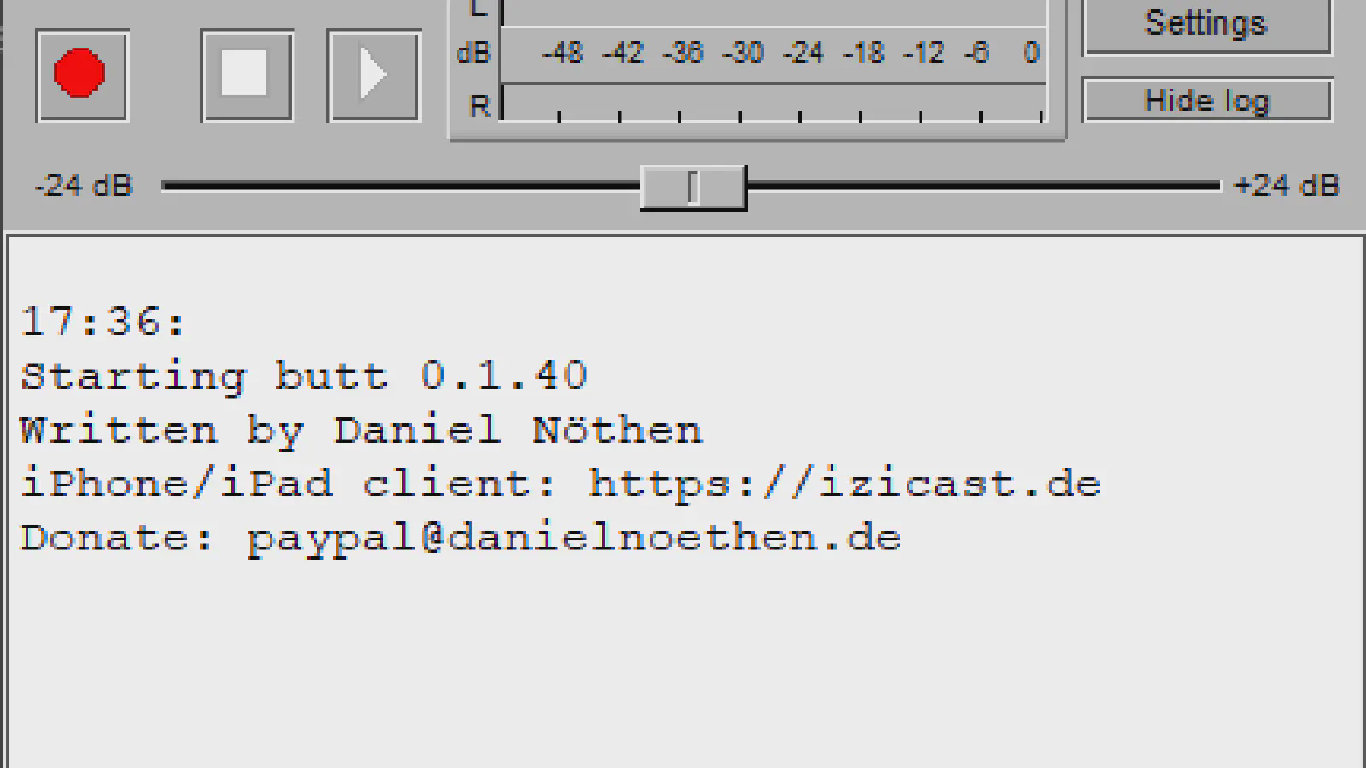 L
Settings
dB -48 -42 -36 -30 -24 -18 -12 -6 0
R
Hide log
-24 dB +24 dB
17:36:
Starting butt 0.1.40
Written by Daniel Nöthen
iPhone/iPad client: https://izicast.de
Donate: paypal@danielnoethen.de